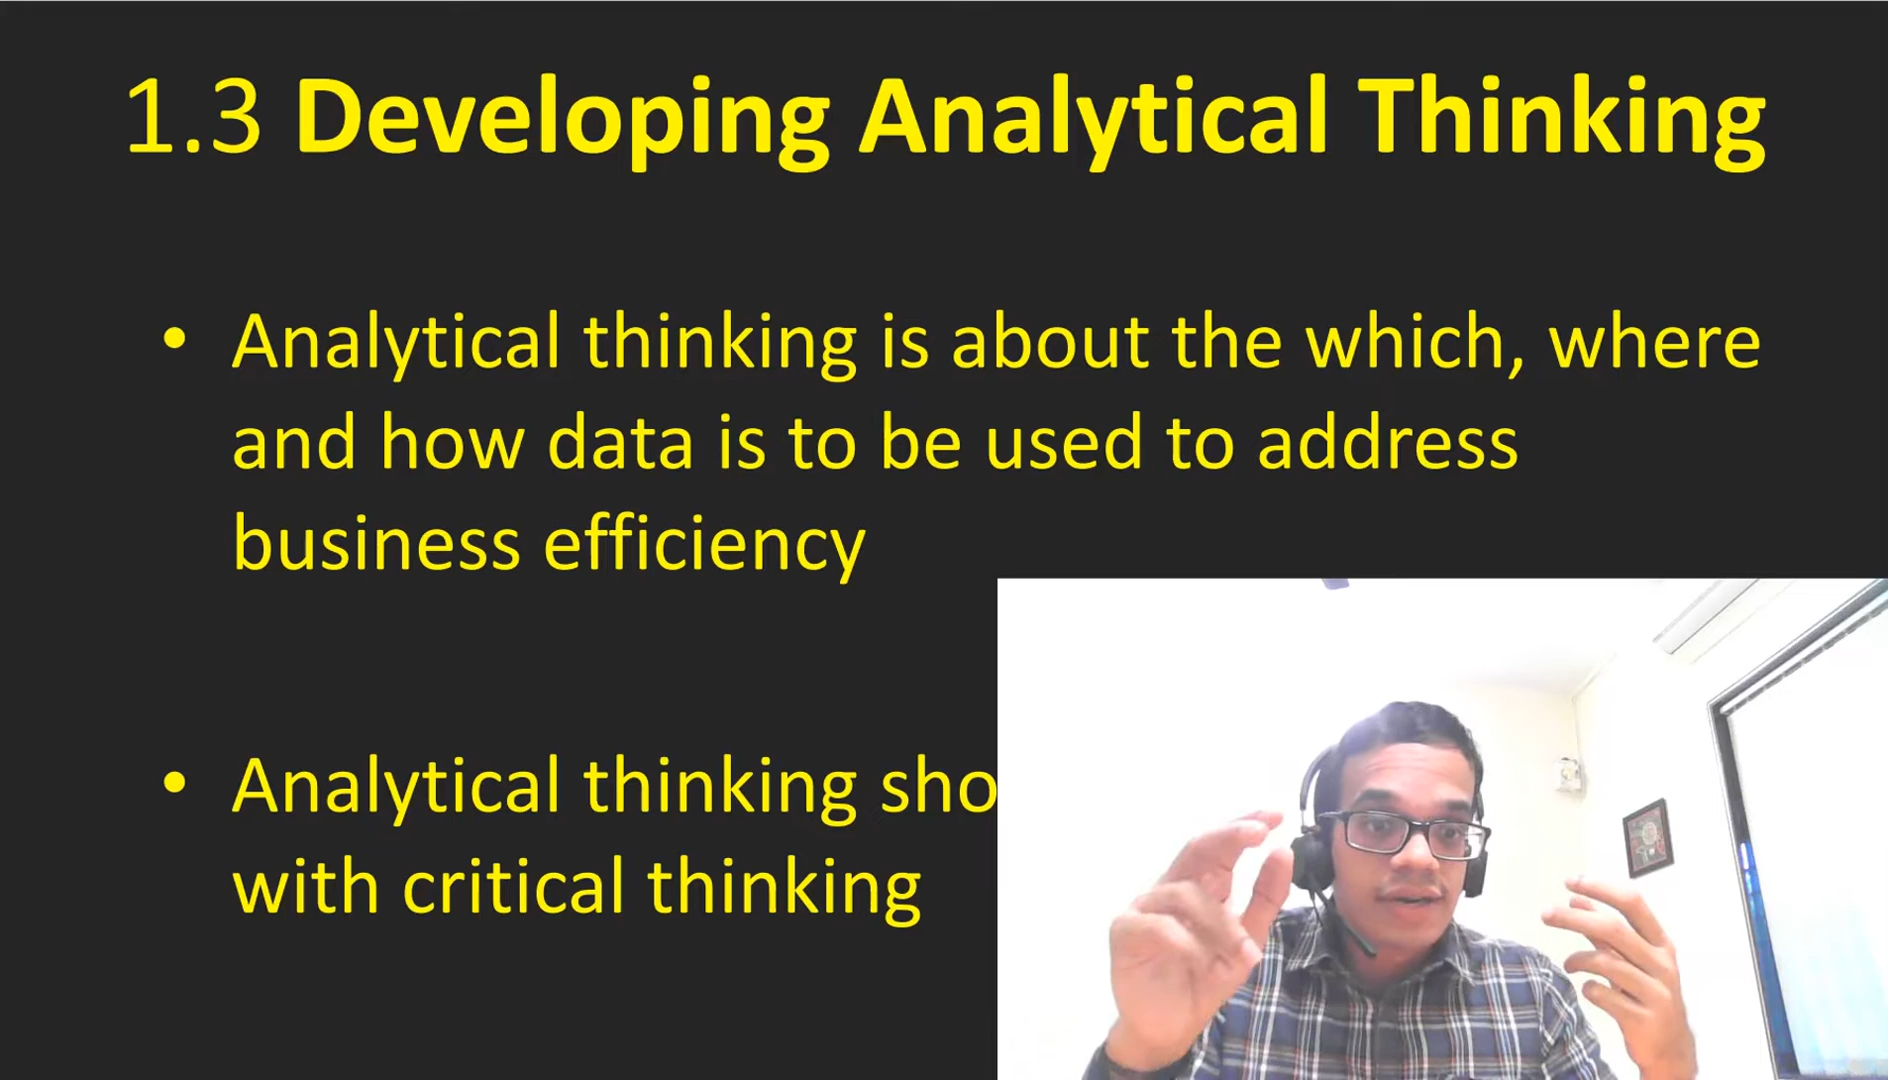 1.3 Developing Analytical Thinking
• Analytical thinking is about the which, where
and how data is to be used to address
business efficiency
• Analytical thinking
with critical thinking